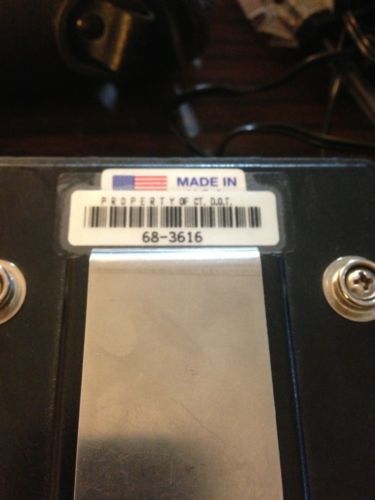 MADE IN
PROPERTY OF CT. D.O.T.
68-3616